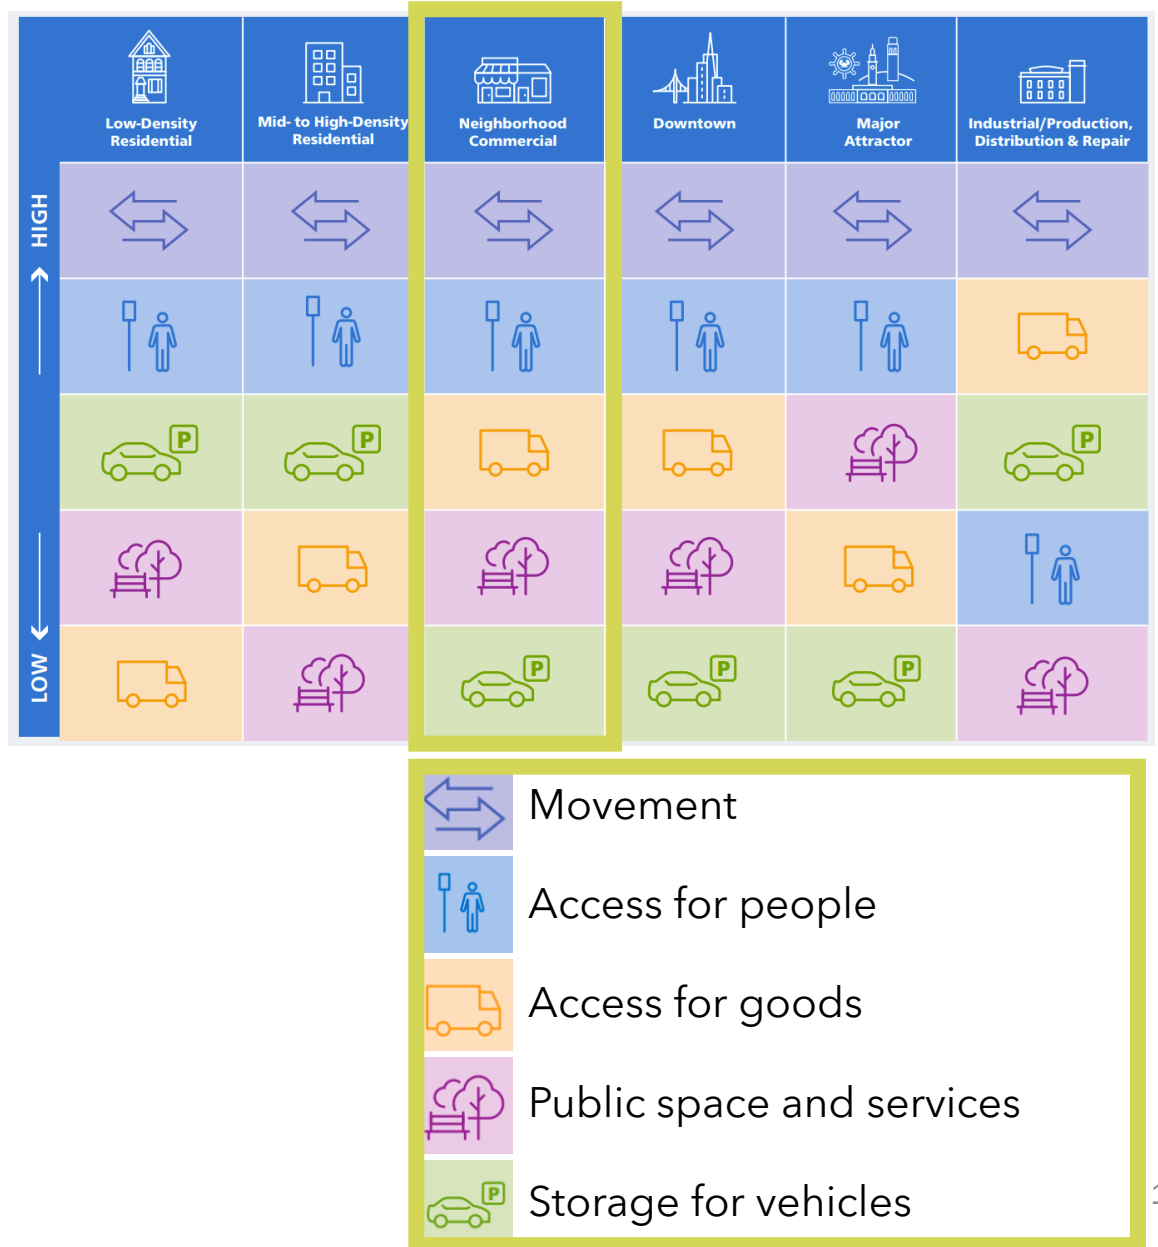 Low-Density
Residential
Mid- to High-Density
Residential
Neighborhood
Commercial
Downtown
Major
Attractor
Industrial/Production,
Distribution & Repair
HIGH
LOW
P
P
P
P
P
P
Movement
Access for people
Access for goods
Public space and services
P
Storage for vehicles